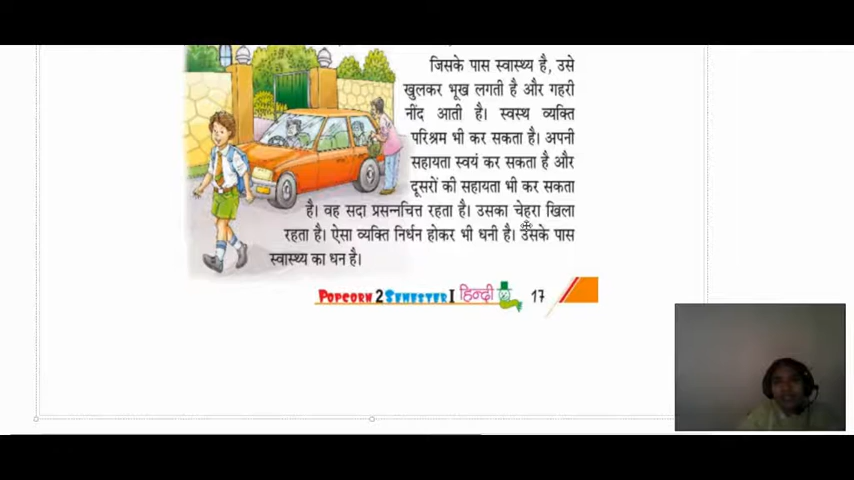 जिसके पास स्वास्थ्य है, उसे
खुलकर भूख लगती है और गहरी
नींद आती है। स्वस्थ व्यक्ति
परिश्रम भी कर सकता है। अपनी
सहायता स्वयं कर सकता है और
दूसरों की सहायता भी कर सकता
है। वह सदा प्रसन्नचित्त रहता है। उसका चेहरा खिला
रहता है। ऐसा व्यक्ति निर्धन होकर भी धनी है। उसके पास
स्वास्थ्य का धन है।
POPCORN 2 SEMESTER I हिन्दी 17